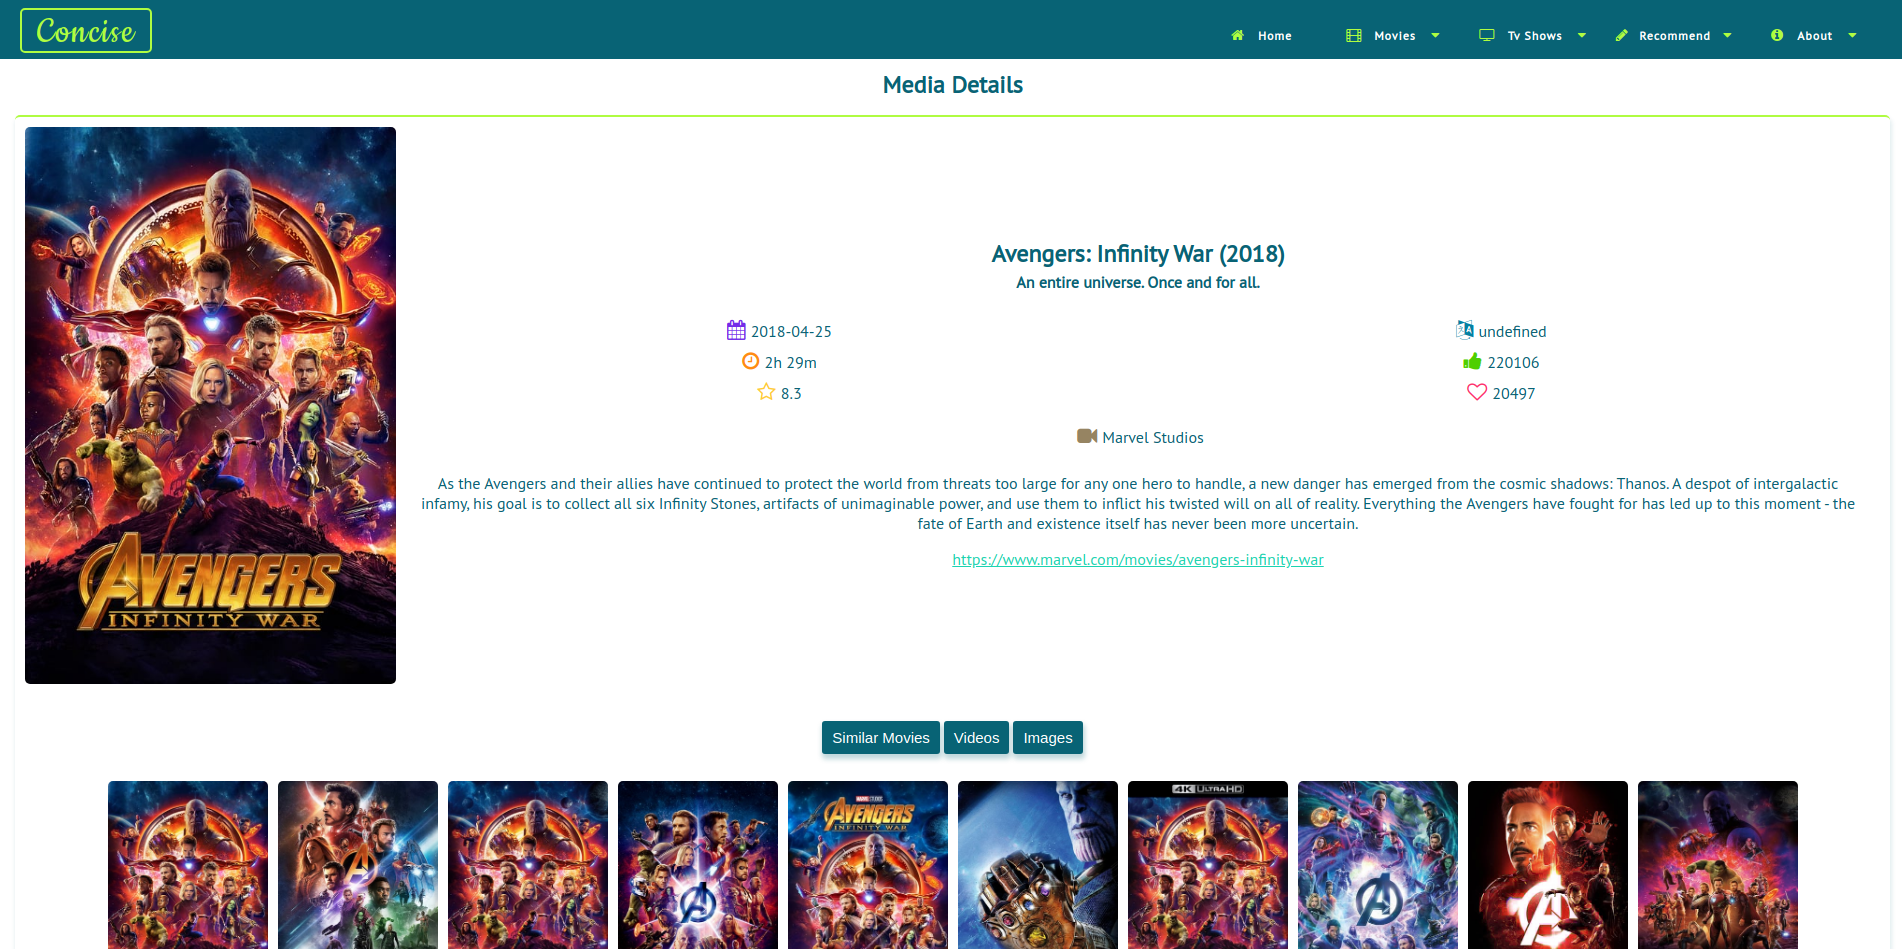 Concise
Home Movies Tv Shows Recommend About
Media Details
Avengers: Infinity War (2018)
An entire universe. Once and for all.
2018-04-25
undefined
2h 29m
220106
8.3
20497
Marvel Studios
As the Avengers and their allies have continued to protect the world from threats too large for any one hero to handle, a new danger has emerged from the cosmic shadows: Thanos. A despot of intergalactic
infamy, his goal is to collect all six Infinity Stones, artifacts of unimaginable power, and use them to inflict his twisted will on all of reality. Everything the Avengers have fought for has led up to this moment - the
fate of Earth and existence itself has never been more uncertain.
https://www.marvel.com/movies/avengers-infinity-war
AVENGERS
INFINITY WAR
Similar Movies Videos Images
MARVEL STUDIOS
AVENGERS
INFINITY WAR
4K ULTRA HD